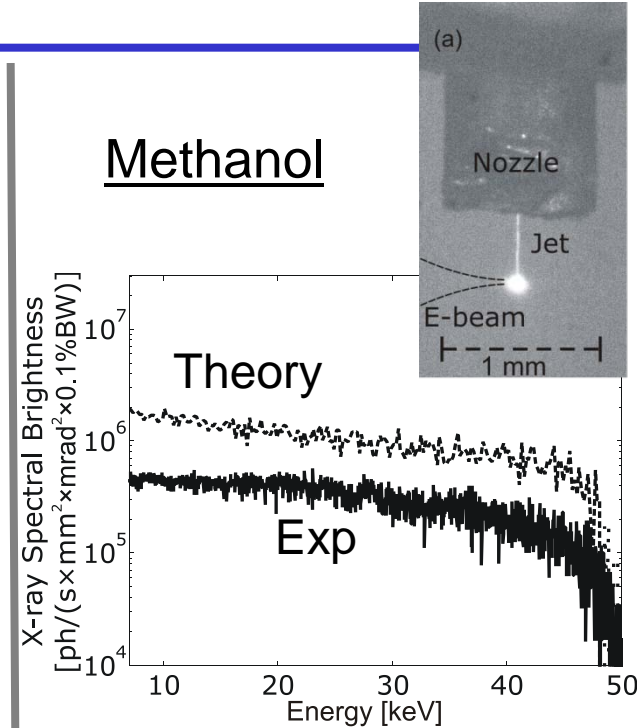 Methanol
(a)
Nozzle
Jet
E-beam
1 mm
X-ray Spectral Brightness
[ph/(s×mm²×mrad²×0.1%BW)]
10⁷
10⁶
10⁵
10⁴
Theory
Exp
10 20 30 40 50
Energy [keV]